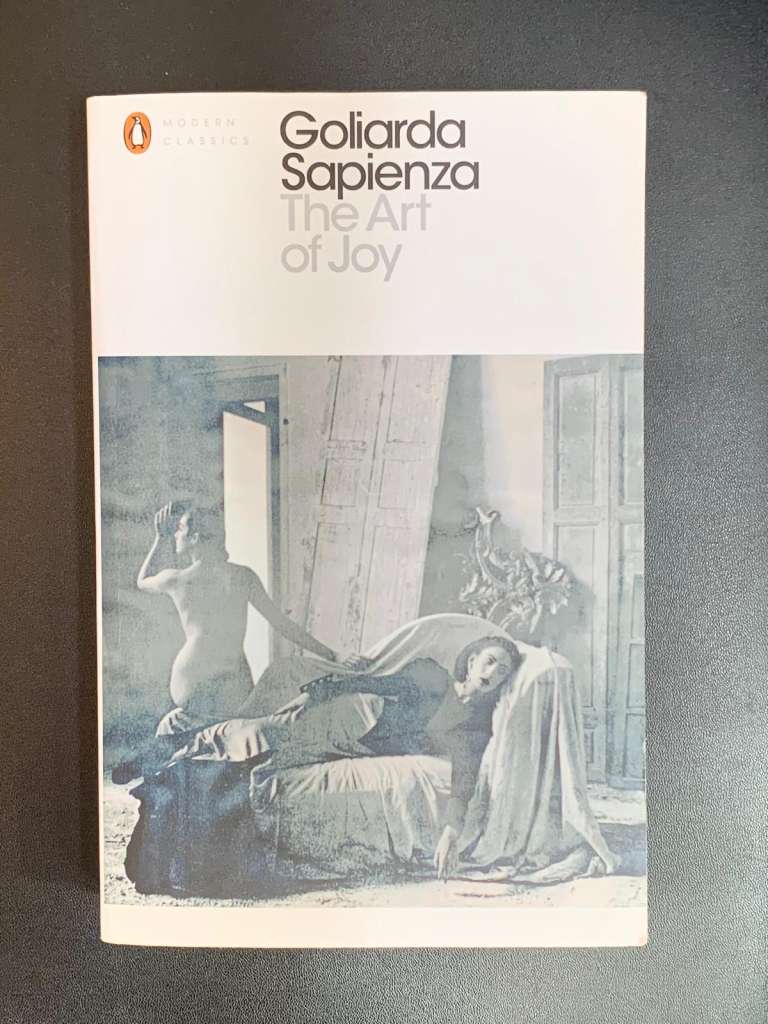 MODERN
CLASSICS
Goliarda
Sapienza
The Art
of Joy